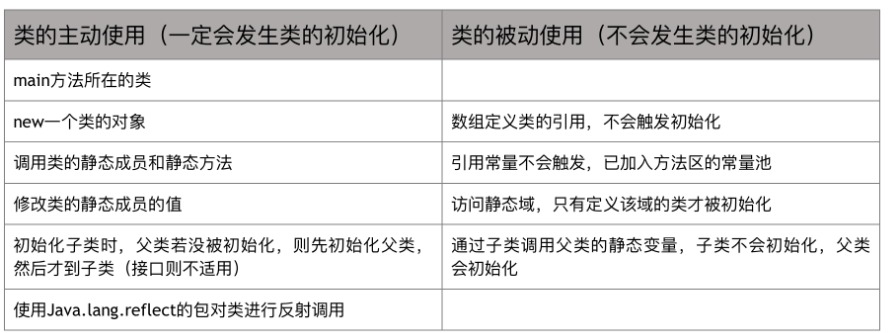 类的主动使用（一定会发生类的初始化） 类的被动使用（不会发生类的初始化）
main方法所在的类
new一个类的对象 数组定义类的引用，不会触发初始化
调用类的静态成员和静态方法 引用常量不会触发，已加入方法区的常量池
修改类的静态成员的值 访问静态域，只有定义该域的类才被初始化
初始化子类时，父类若没被初始化，则先初始化父类， 通过子类调用父类的静态变量，子类不会初始化，父类
然后才到子类（接口则不适用） 会初始化
使用Java.lang.reflect的包对类进行反射调用